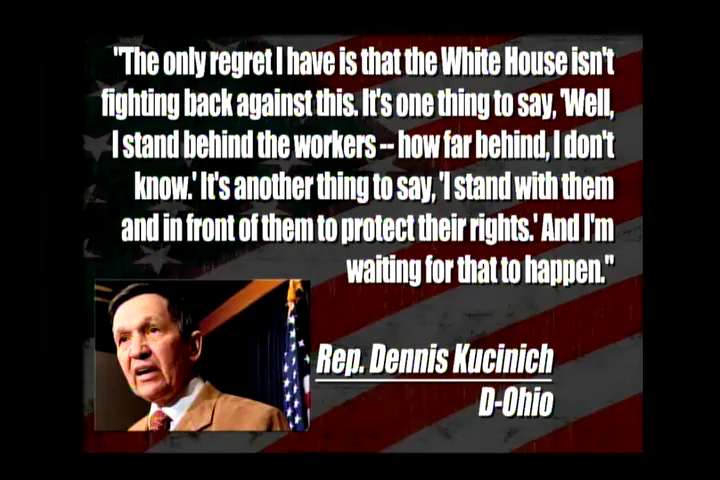 "The only regret I have is that the White House isn't
fighting back against this. It's one thing to say, 'Well,
I stand behind the workers -- how far behind, I don't
know.' It's another thing to say, 'I stand with them
and in front of them to protect their rights.' And I'm
waiting for that to happen."
Rep. Dennis Kucinich
D-Ohio